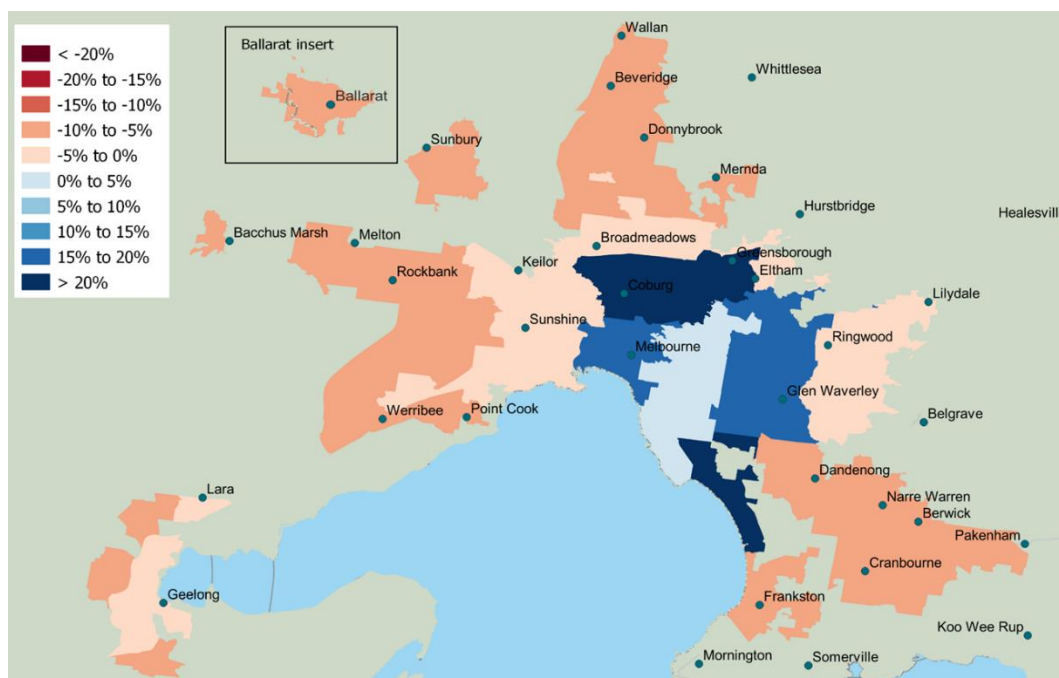 < -20%
-20% to -15%
-15% to -10%
-10% to -5%
-5% to 0%
0% to 5%
5% to 10%
10% to 15%
15% to 20%
> 20%
Ballarat insert
Ballarat
Wallan
Whittlesea
Beveridge
Donnybrook
Sunbury
Mernda
Hurstbridge
Healesvill
Bacchus Marsh
Melton
Broadmeadows
Greensborough
Keilor
Eltham
Rockbank
Coburg
Lilydale
Sunshine
Melbourne
Ringwood
Glen Waverley
Werribee
Point Cook
Belgrave
Dandenong
Lara
Narre Warren
Berwick
Pakenham
Cranbourne
Geelong
Frankston
Koo Wee Rup
Mornington
Somerville